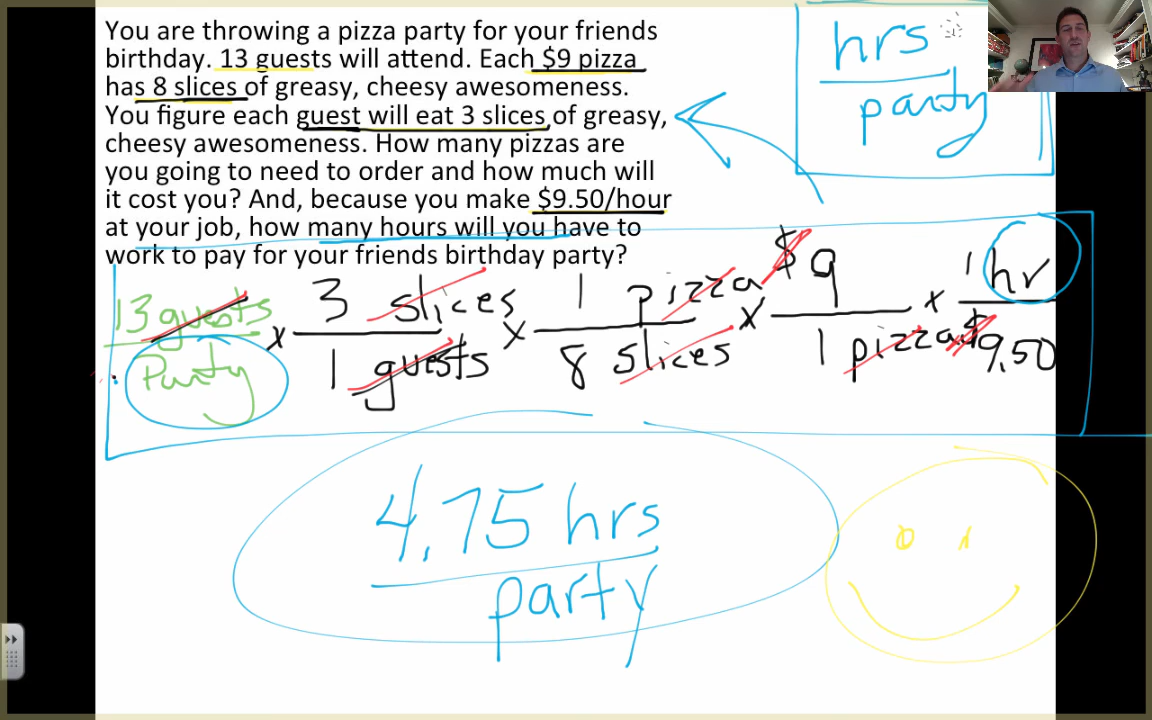 You are throwing a pizza party for your friends
birthday. 13 guests will attend. Each $9 pizza
has 8 slices of greasy, cheesy awesomeness.
You figure each guest will eat 3 slices of greasy,
cheesy awesomeness. How many pizzas are
you going to need to order and how much will
it cost you? And, because you make $9.50/hour
at your job, how many hours will you have to
work to pay for your friends birthday party?
hrs
party
13 guests x 3 slices x 1 pizza x $9 x 1 hr
Party 1 guests 8 slices 1 pizza $9.50
4.75 hrs
party